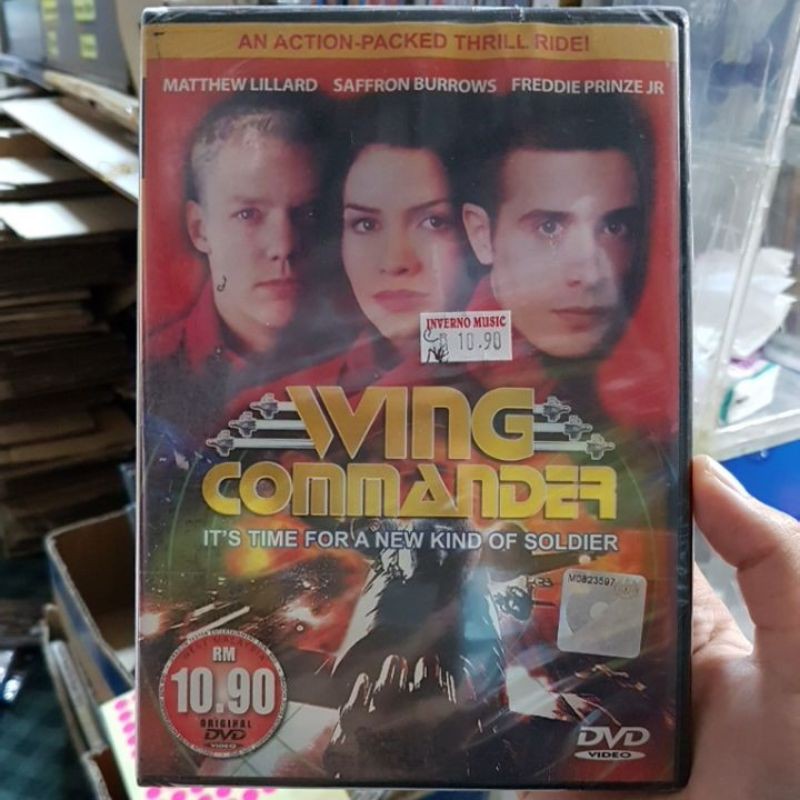 AN ACTION-PACKED THRILL RIDE!
MATTHEW LILLARD SAFFRON BURROWS FREDDIE PRINZE JR
INVERNO MUSIC
10.90
WING
COMMANDER
IT'S TIME FOR A NEW KIND OF SOLDIER
RM
10.90
ORIGINAL
DVD
VIDEO
DVD
VIDEO